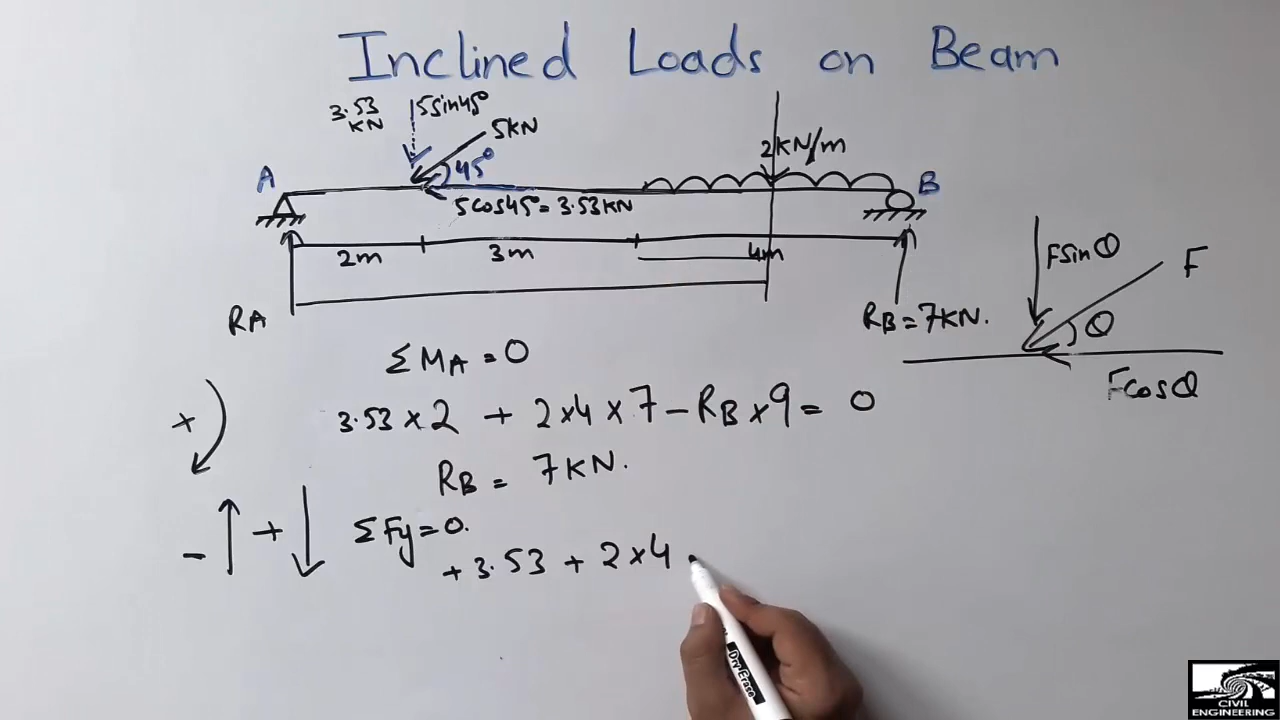 Inclined Loads on Beam
3.53 KN
5sin45°
5KN
45°
2KN/m
A
B
5cos45° = 3.53KN
2m
3m
4m
RA
RB = 7KN.
Fsinθ
F
θ
Fcosθ
ΣMA = 0
+
3.53 × 2 + 2×4×7 - RB×9 = 0
RB = 7KN.
- + ΣFy = 0.
+3.53 + 2×4
Dry Erase
CIVIL
ENGINEERING